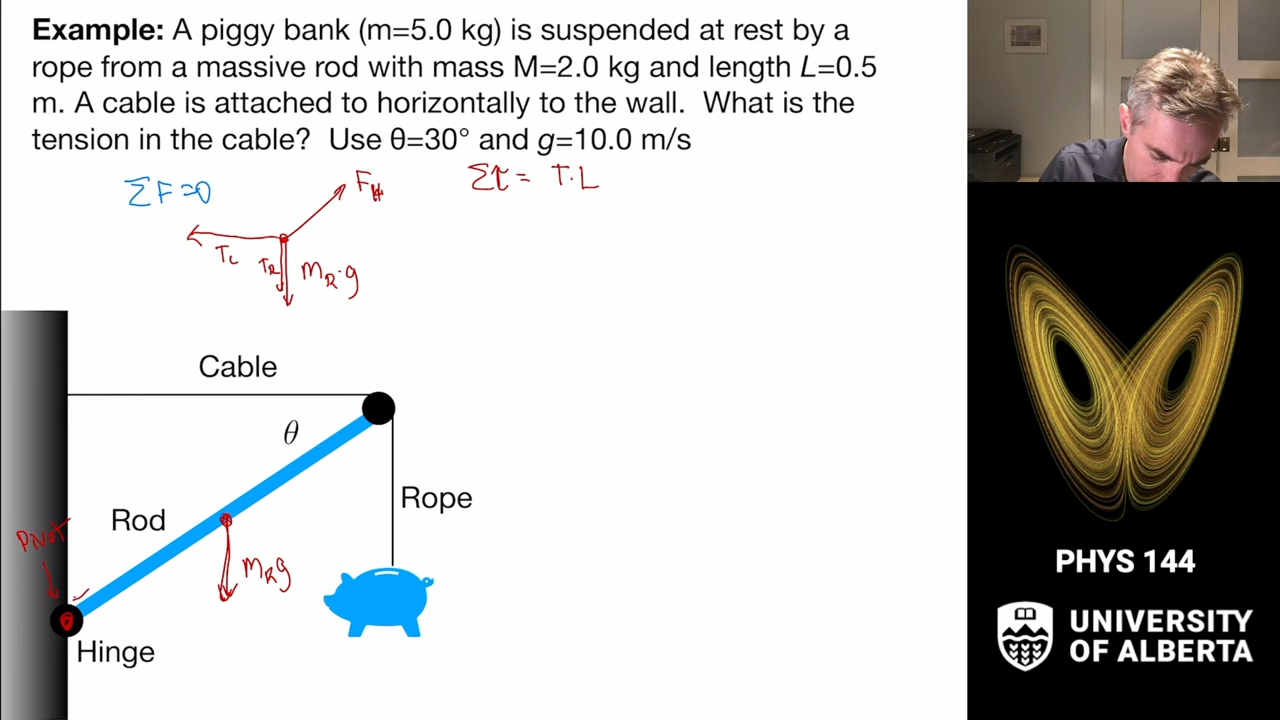 Example: A piggy bank (m=5.0 kg) is suspended at rest by a
rope from a massive rod with mass M=2.0 kg and length L=0.5
m. A cable is attached to horizontally to the wall. What is the
tension in the cable? Use θ=30° and g=10.0 m/s
ΣF=0
F_H
Στ = T·L
T_C
T_R
m_R·g
Cable
θ
Rope
Rod
Pivot
m_R g
Hinge
PHYS 144
UNIVERSITY
OF ALBERTA